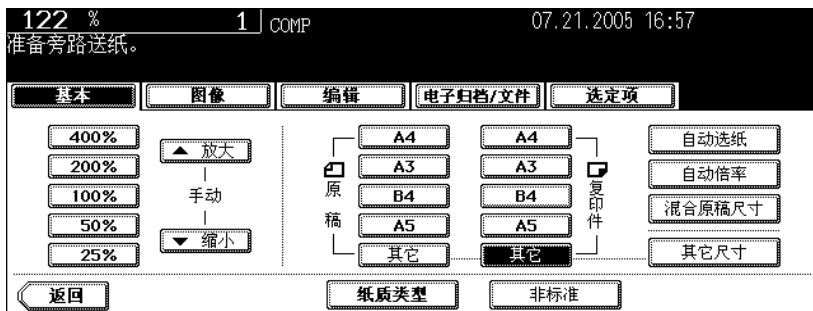 122 % 1 COMP 07.21.2005 16:57
准备旁路送纸。
基本 图像 编辑 电子归档/文件 选定项
400%
200%
100%
50%
25%
▲ 放大
手动
▼ 缩小
原稿
A4
A3
B4
A5
其它
A4
A3
B4
A5
其它
复印件
自动选纸
自动倍率
混合原稿尺寸
其它尺寸
返回 纸质类型 非标准